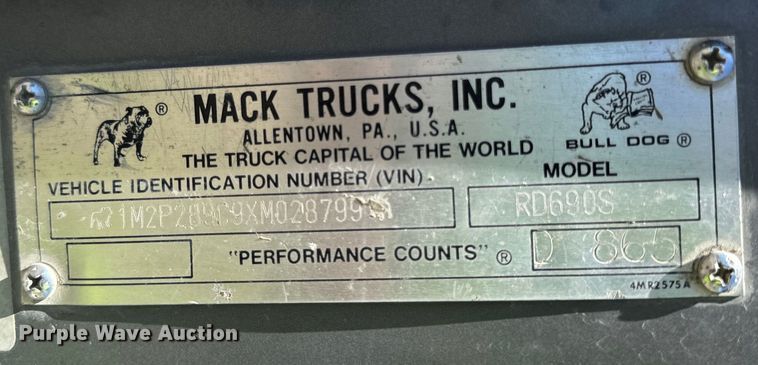 MACK TRUCKS, INC.
ALLENTOWN, PA., U.S.A.
THE TRUCK CAPITAL OF THE WORLD
BULL DOG ®
VEHICLE IDENTIFICATION NUMBER (VIN)
MODEL
RD690S
"PERFORMANCE COUNTS" ®
D 865
4MR2575A
Purple Wave Auction